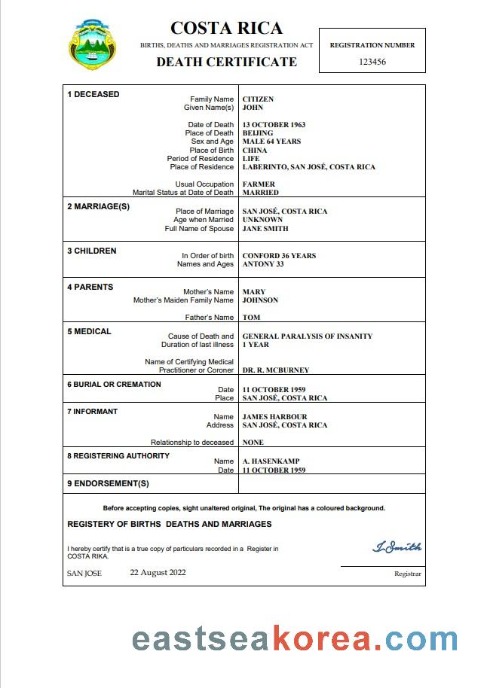 COSTA RICA
BIRTHS, DEATHS AND MARRIAGES REGISTRATION ACT
DEATH CERTIFICATE
REGISTRATION NUMBER
123456
1 DECEASED
Family Name CITIZEN
Given Name(s) JOHN
Date of Death 13 OCTOBER 1963
Place of Death BEIJING
Sex and Age MALE 64 YEARS
Place of Birth CHINA
Period of Residence LIFE
Place of Residence LABERINTO, SAN JOSÉ, COSTA RICA
Usual Occupation FARMER
Marital Status at Date of Death MARRIED
2 MARRIAGE(S)
Place of Marriage SAN JOSÉ, COSTA RICA
Age when Married UNKNOWN
Full Name of Spouse JANE SMITH
3 CHILDREN
In Order of birth CONFORD 36 YEARS
Names and Ages ANTONY 33
4 PARENTS
Mother's Name MARY
Mother's Maiden Family Name JOHNSON
Father's Name TOM
5 MEDICAL
Cause of Death and GENERAL PARALYSIS OF INSANITY
Duration of last illness 1 YEAR
Name of Certifying Medical
Practitioner or Coroner DR. R. MCBURNEY
6 BURIAL OR CREMATION
Date 11 OCTOBER 1959
Place SAN JOSÉ, COSTA RICA
7 INFORMANT
Name JAMES HARBOUR
Address SAN JOSÉ, COSTA RICA
Relationship to deceased NONE
8 REGISTERING AUTHORITY
Name A. HASENKAMP
Date 11 OCTOBER 1959
9 ENDORSEMENT(S)
Before accepting copies, sight unaltered original, The original has a coloured background.
REGISTERY OF BIRTHS DEATHS AND MARRIAGES
I hereby certify that is a true copy of particulars recorded in a Register in
COSTA RIKA.
I.Smith
SAN JOSE 22 August 2022
Registrar
eastseakorea.com